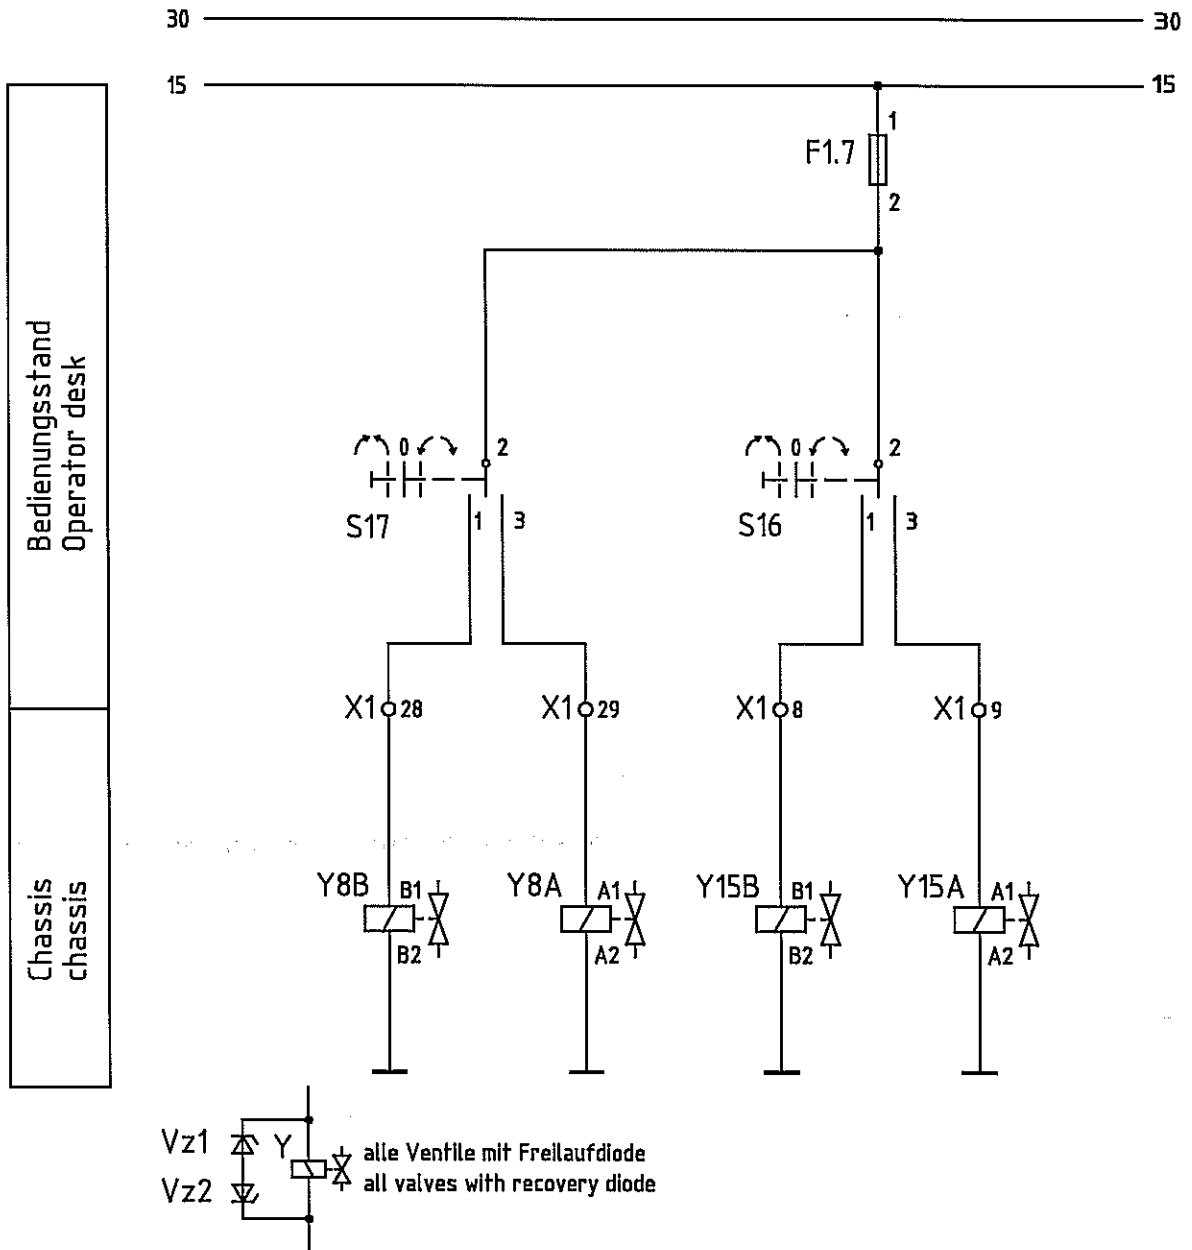 30
30
15
15
1
F1.7
2
Bedienungsstand
Operator desk
0
2
0
2
S17
1
3
S16
1
3
X1 28
X1 29
X1 8
X1 9
Chassis
chassis
Y8B
B1
Y8A
A1
Y15B
B1
Y15A
A1
B2
A2
B2
A2
Vz1
Y
Vz2
alle Ventile mit Freilaufdiode
all valves with recovery diode